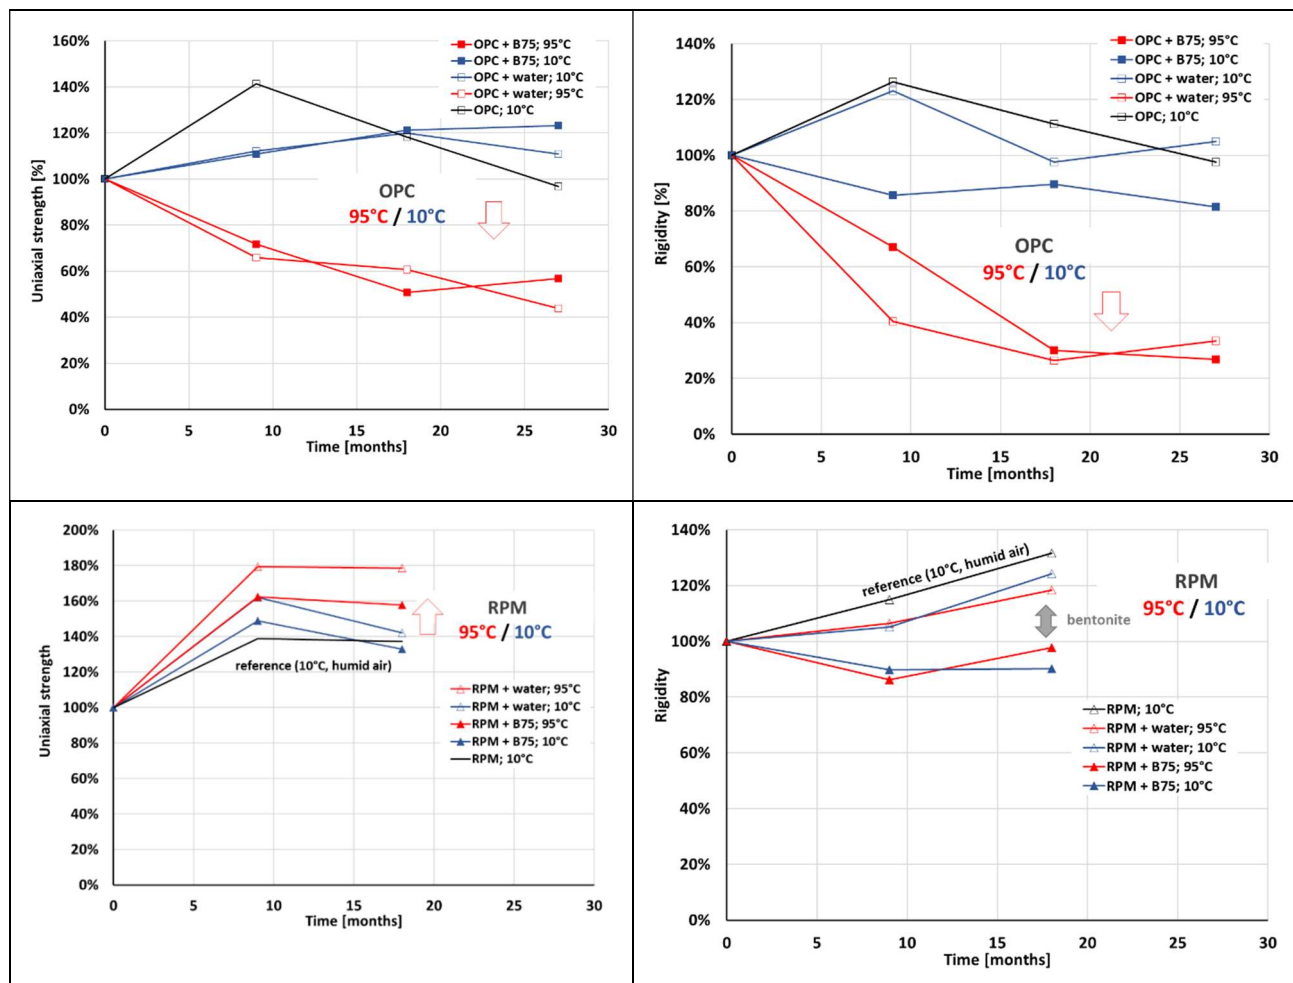 160%
140%
120%
100%
80%
60%
40%
20%
0%
Uniaxial strength [%]
OPC + B75; 95°C
OPC + B75; 10°C
OPC + water; 10°C
OPC + water; 95°C
OPC; 10°C
OPC
95°C / 10°C
0 5 10 15 20 25 30
Time [months]
140%
120%
100%
80%
60%
40%
20%
0%
Rigidity [%]
OPC + B75; 95°C
OPC + B75; 10°C
OPC + water; 10°C
OPC + water; 95°C
OPC; 10°C
OPC
95°C / 10°C
0 5 10 15 20 25 30
Time [months]
200%
180%
160%
140%
120%
100%
80%
60%
40%
20%
0%
Uniaxial strength
RPM
95°C / 10°C
reference (10°C, humid air)
RPM + water; 95°C
RPM + water; 10°C
RPM + B75; 95°C
RPM + B75; 10°C
RPM; 10°C
0 5 10 15 20 25 30
Time [months]
140%
120%
100%
80%
60%
40%
20%
0%
Rigidity
reference (10°C, humid air)
RPM
95°C / 10°C
bentonite
RPM; 10°C
RPM + water; 95°C
RPM + water; 10°C
RPM + B75; 95°C
RPM + B75; 10°C
0 5 10 15 20 25 30
Time [months]